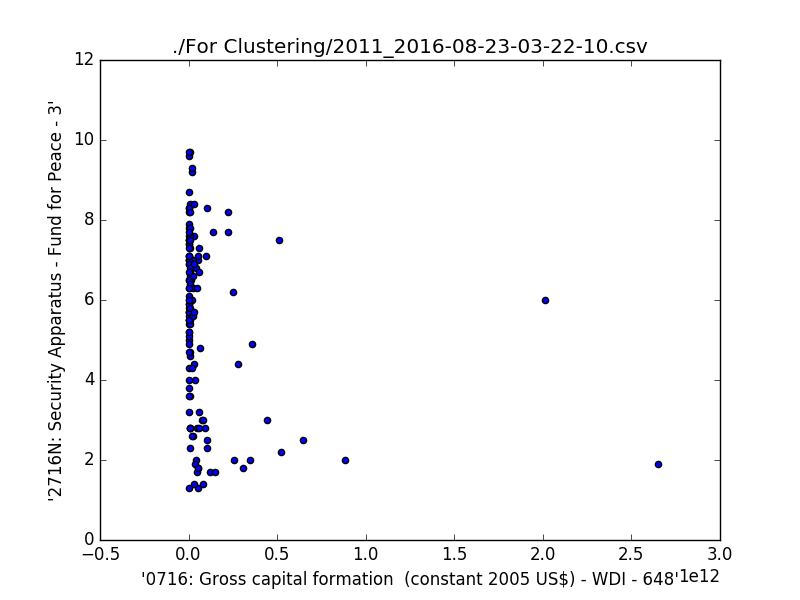 ./For Clustering/2011_2016-08-23-03-22-10.csv
12
10
8
6
4
2
0
'2716N: Security Apparatus - Fund for Peace - 3'
−0.5 0.0 0.5 1.0 1.5 2.0 2.5 3.0
1e12
'0716: Gross capital formation  (constant 2005 US$) - WDI - 648'